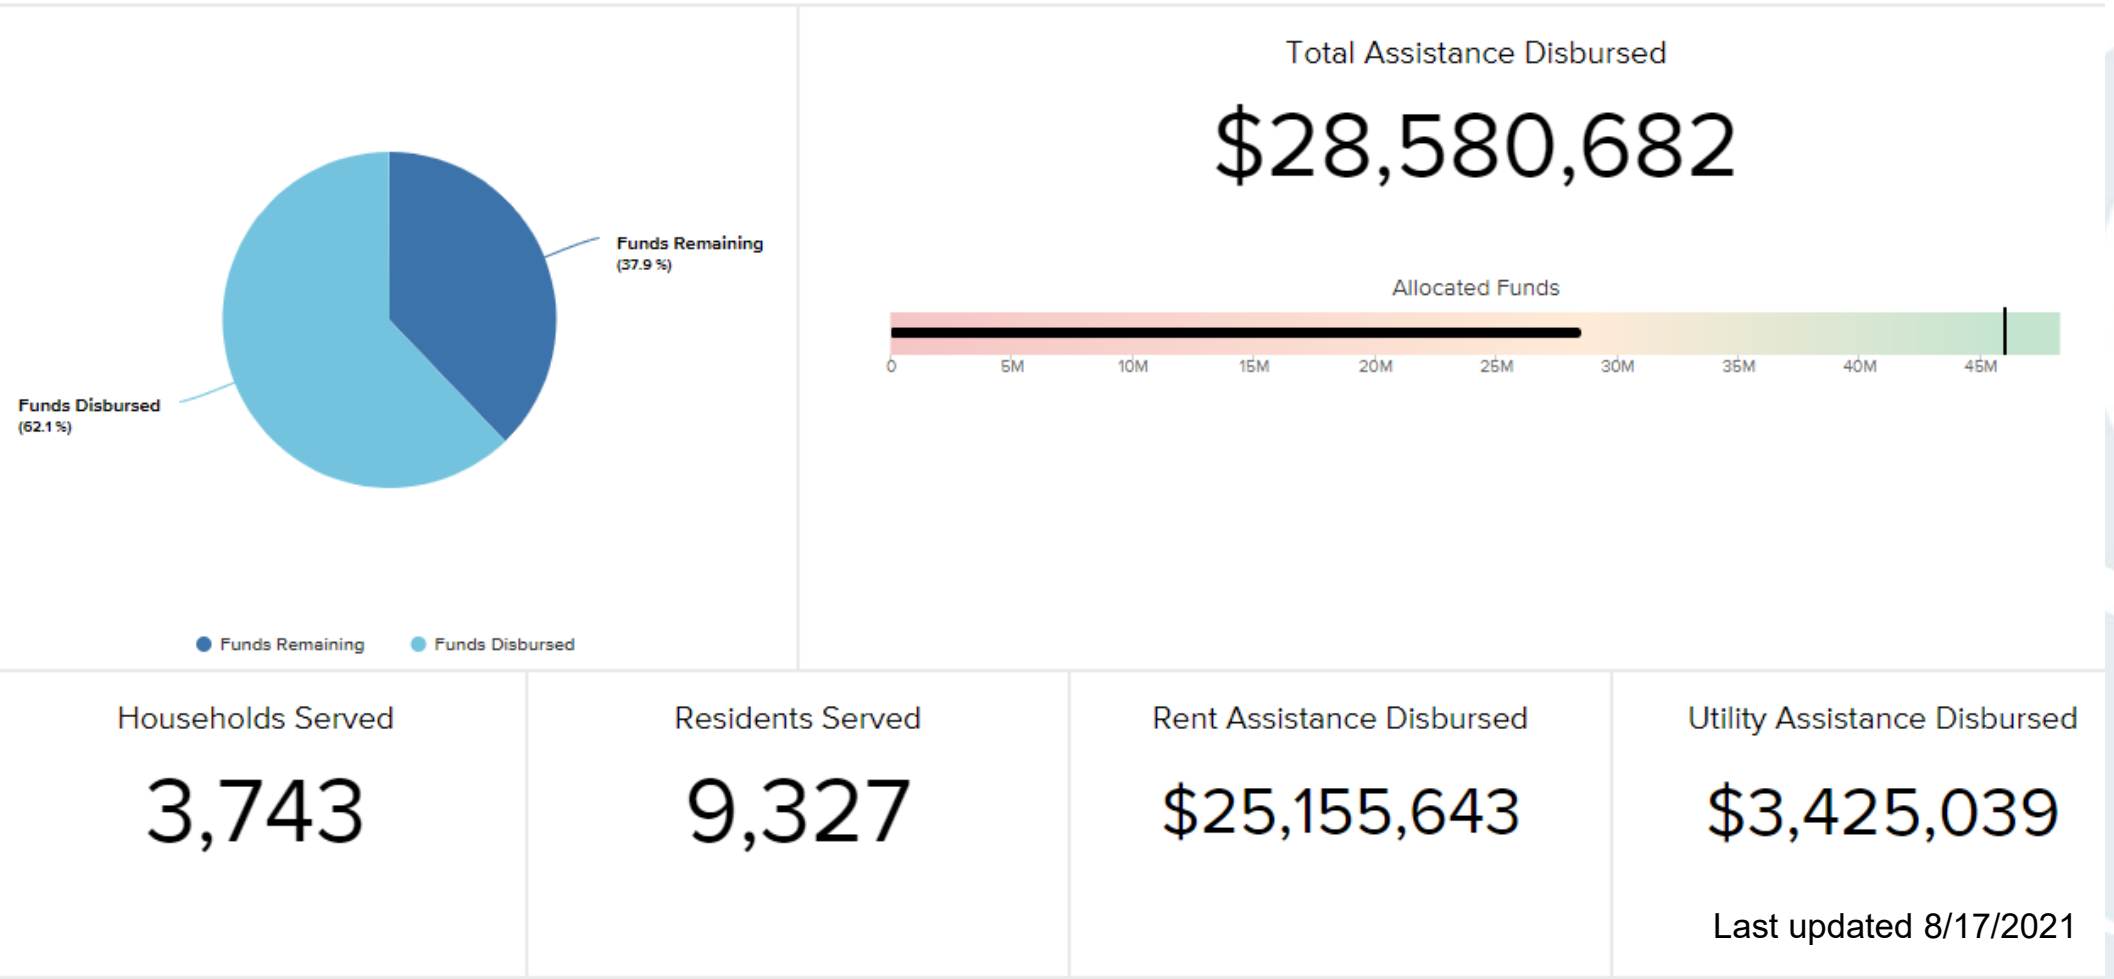 Funds Remaining
(37.9 %)
Funds Disbursed
(62.1 %)
Funds Remaining
Funds Disbursed
Total Assistance Disbursed
$28,580,682
Allocated Funds
0 5M 10M 15M 20M 25M 30M 35M 40M 45M
Households Served
3,743
Residents Served
9,327
Rent Assistance Disbursed
$25,155,643
Utility Assistance Disbursed
$3,425,039
Last updated 8/17/2021